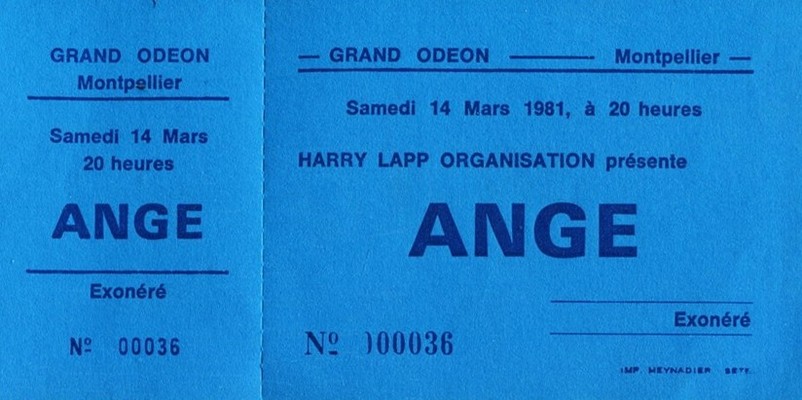 GRAND ODEON
Montpellier
Samedi 14 Mars
20 heures
ANGE
Exonéré
Nº 00036
— GRAND ODEON — Montpellier —
Samedi 14 Mars 1981, à 20 heures
HARRY LAPP ORGANISATION présente
ANGE
Exonéré
Nº 000036
IMP. MEYNADIER SETE